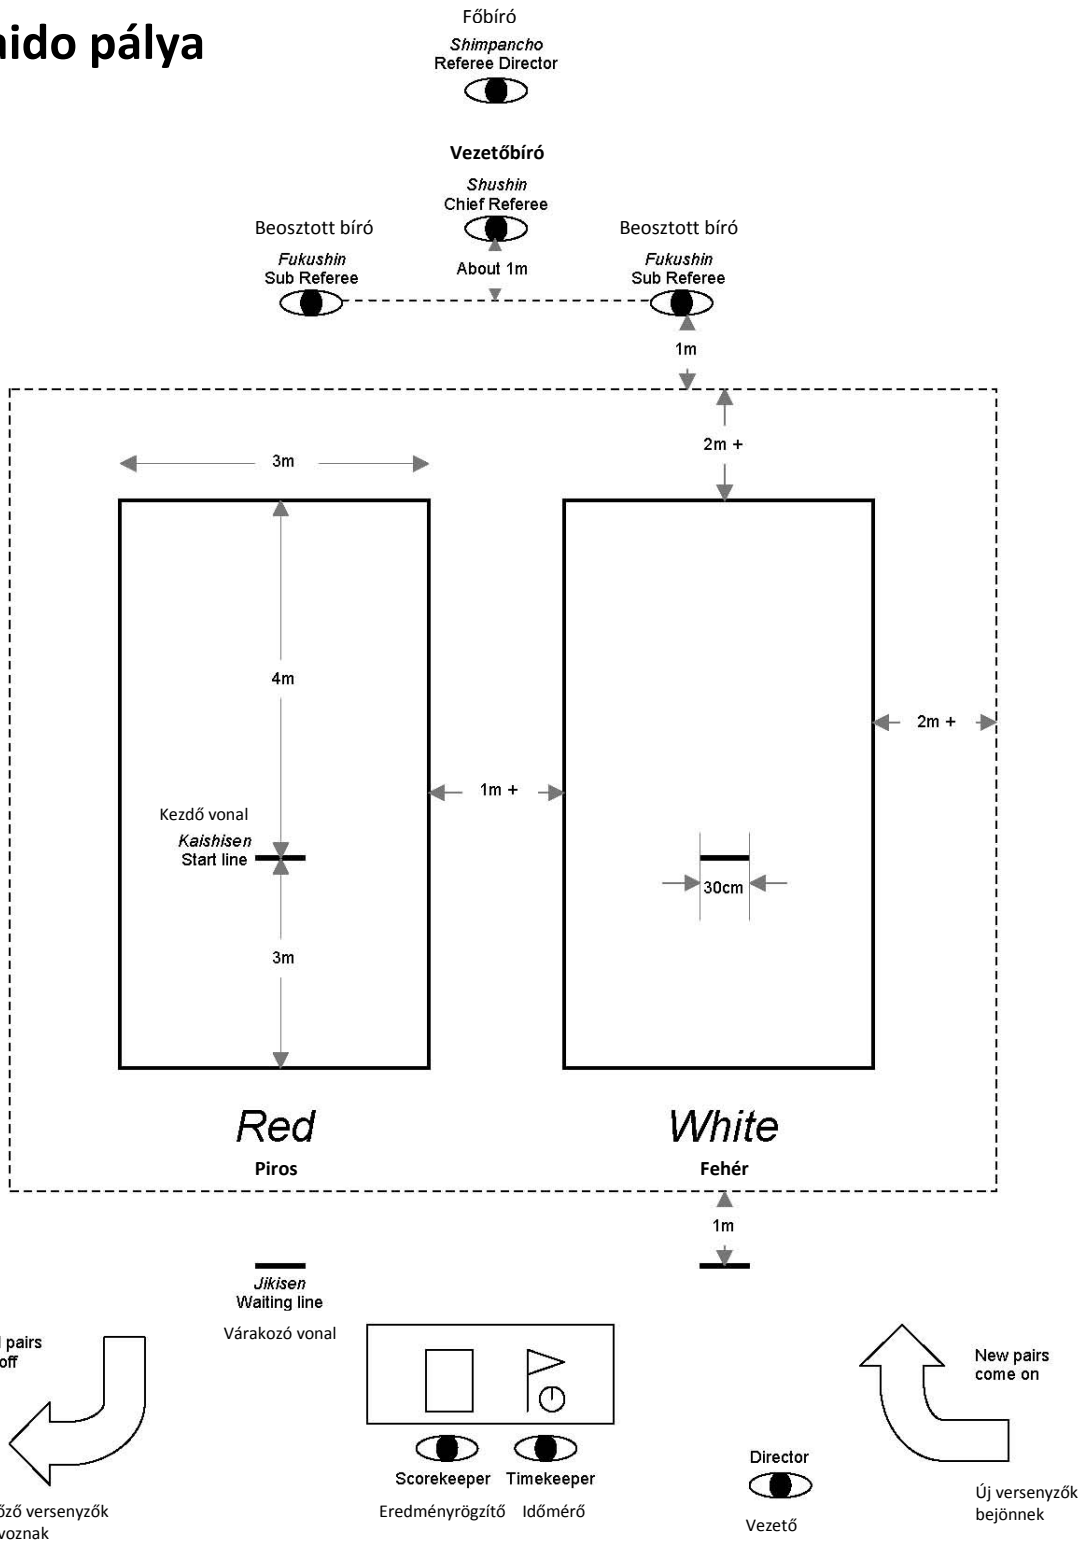 aido pálya
Főbíró
Shimpancho
Referee Director
Vezetőbíró
Shushin
Chief Referee
Beosztott bíró
Fukushin
Sub Referee
About 1m
Beosztott bíró
Fukushin
Sub Referee
1m
2m +
3m
4m
2m +
1m +
Kezdő vonal
Kaishisen
Start line
30cm
3m
Red
Piros
White
Fehér
1m
Jikisen
Waiting line
Várakozó vonal
pairs
off
őző versenyzők
voznak
Scorekeeper
Timekeeper
Eredményrögzítő
Időmérő
Director
Vezető
New pairs
come on
Új versenyzők
bejönnek